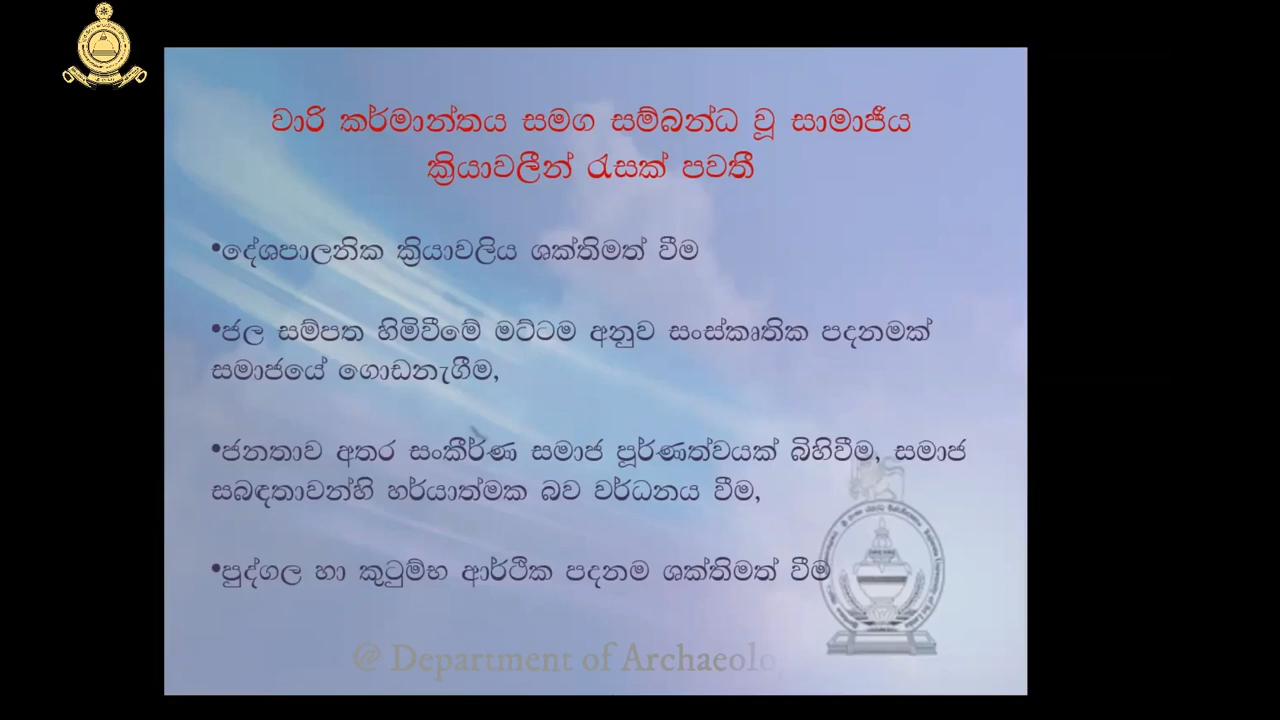 වාරි කර්මාන්තය සමග සම්බන්ධ වූ සාමාජීය
ක්‍රියාවලීන් රැසක් පවතී
•දේශපාලනික ක්‍රියාවලිය ශක්තිමත් වීම
•ජල සම්පත හිමිවීමේ මට්ටම අනුව සංස්කෘතික පදනමක්
සමාජයේ ගොඩනැගීම,
•ජනතාව අතර සංකීර්ණ සමාජ පූර්ණත්වයක් බිහිවීම, සමාජ
සබඳතාවන්හි හර්යාත්මක බව වර්ධනය වීම,
•පුද්ගල හා කුටුම්භ ආර්ථික පදනම ශක්තිමත් වීම
@ Department of Archaeolo